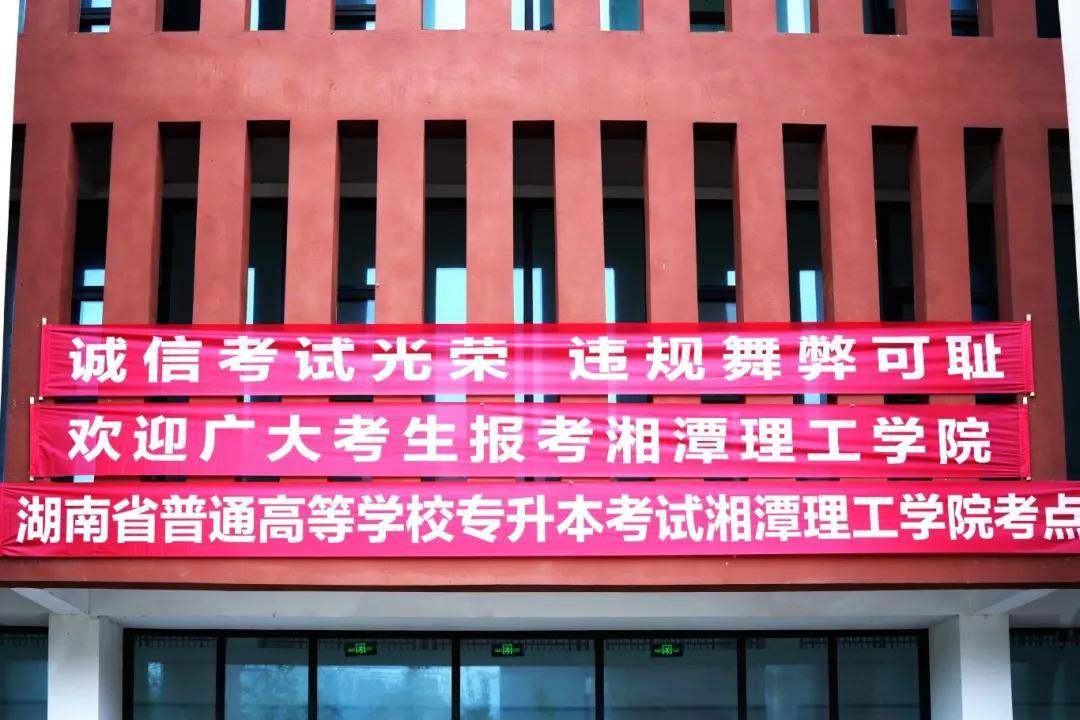 诚信考试光荣 违规舞弊可耻
欢迎广大考生报考湘潭理工学院
湖南省普通高等学校专升本考试湘潭理工学院考点